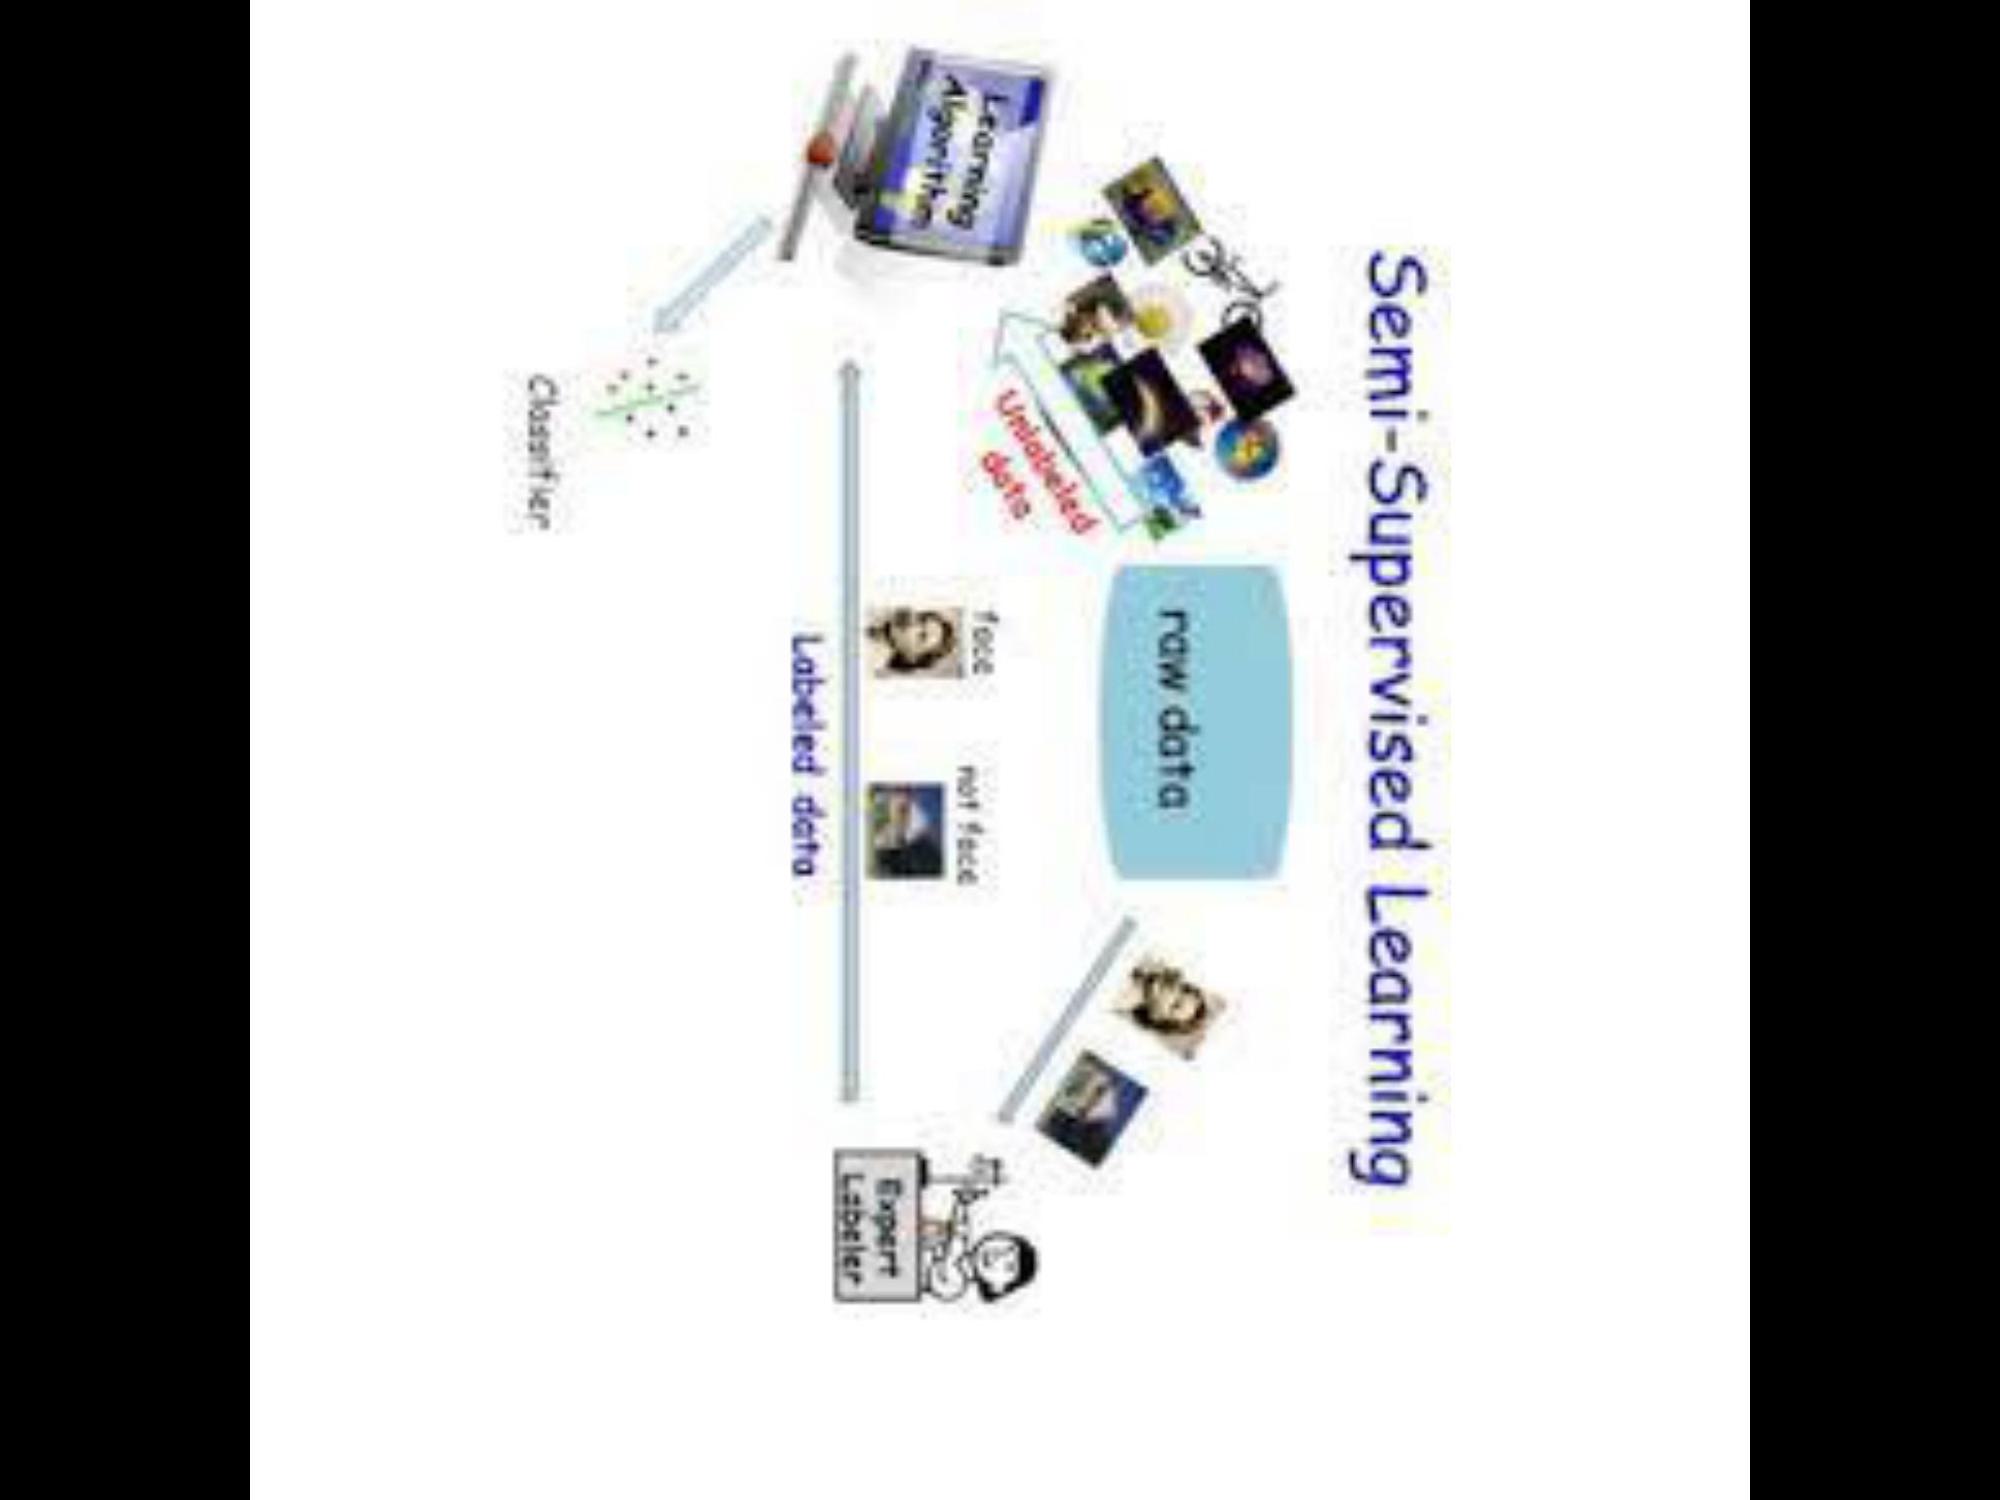 Semi-Supervised Learning
raw data
Unlabeled
data
face
not face
Learning
Algorithm
Expert
Labeler
Labeled data
Classifier